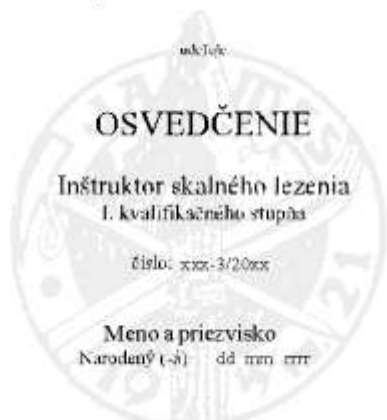 udeľuje
OSVEDČENIE
Inštruktor skalného lezenia
I. kvalifikačného stupňa
číslo: xxx-3/20xx
Meno a priezvisko
Narodený (-á) dd mm rrrr